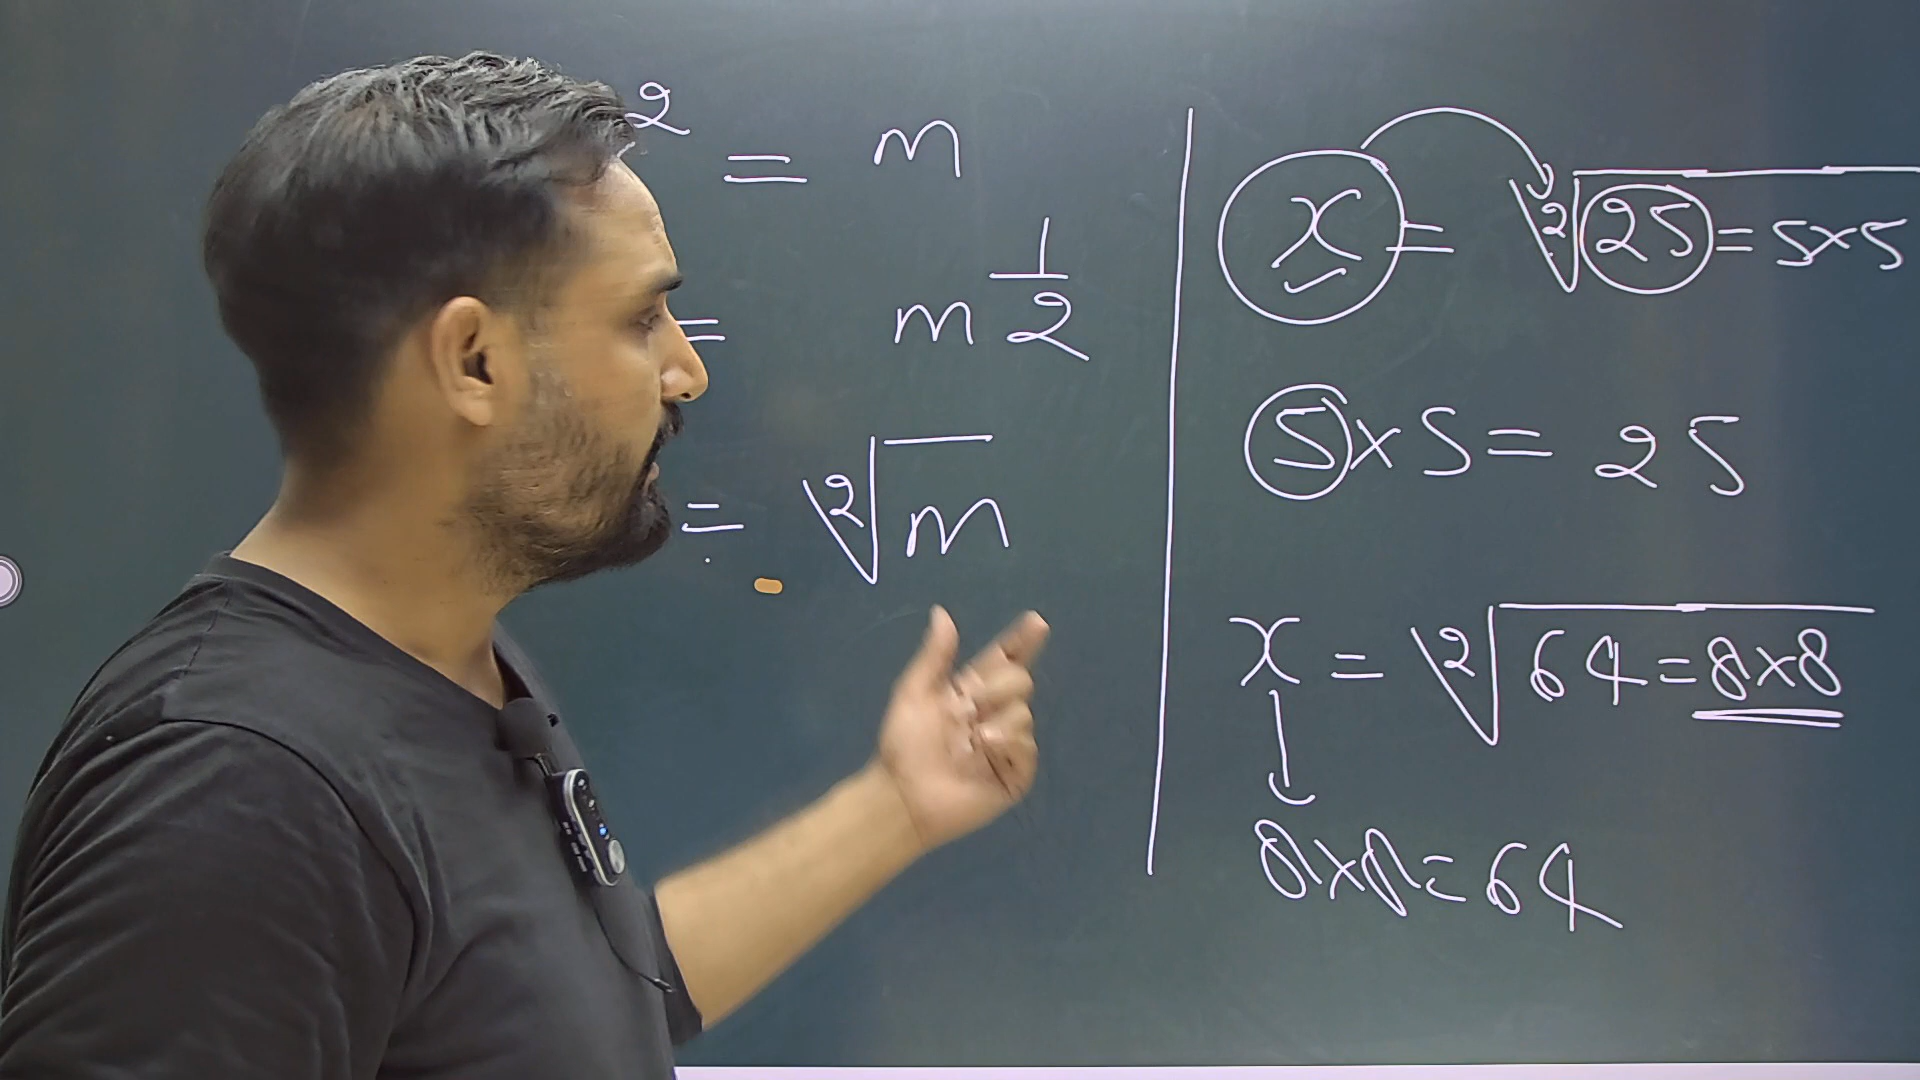 ² = m
= m^(1/2)
= ²√m
x = ²√25 = 5×5
5×5 = 25
x = ²√64 = 8×8
8×8 = 64